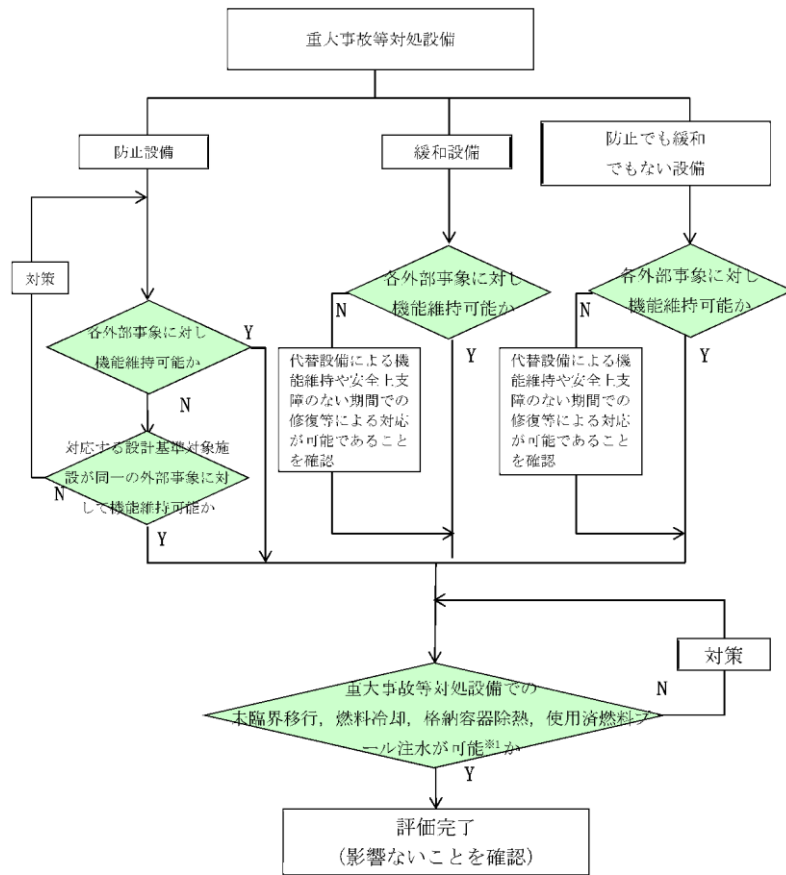 重大事故等対処設備
防止設備
緩和設備
防止でも緩和
でもない設備
対策
各外部事象に対し
機能維持可能か
Y
N
対応する設計基準対象施
設が同一の外部事象に対
して機能維持可能か
N
Y
各外部事象に対し
機能維持可能か
N
Y
代替設備による機
能維持や安全上支
障のない期間での
修復等による対応
が可能であること
を確認
各外部事象に対し
機能維持可能か
N
Y
代替設備による機
能維持や安全上支
障のない期間での
修復等による対応
が可能であること
を確認
対策
重大事故等対処設備での
未臨界移行，燃料冷却，格納容器除熱，使用済燃料プ
ール注水が可能※1か
N
Y
評価完了
（影響ないことを確認）